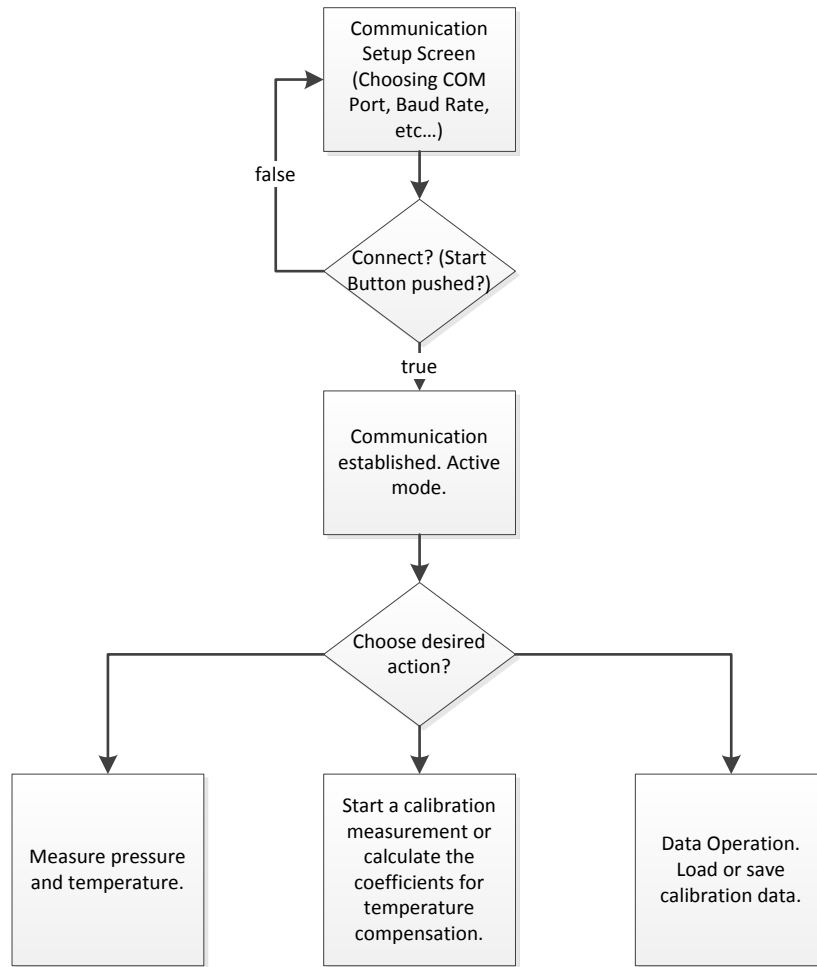 Communication
Setup Screen
(Choosing COM
Port, Baud Rate,
etc…)
false
Connect? (Start
Button pushed?)
true
Communication
established. Active
mode.
Choose desired
action?
Measure pressure
and temperature.
Start a calibration
measurement or
calculate the
coefficients for
temperature
compensation.
Data Operation.
Load or save
calibration data.